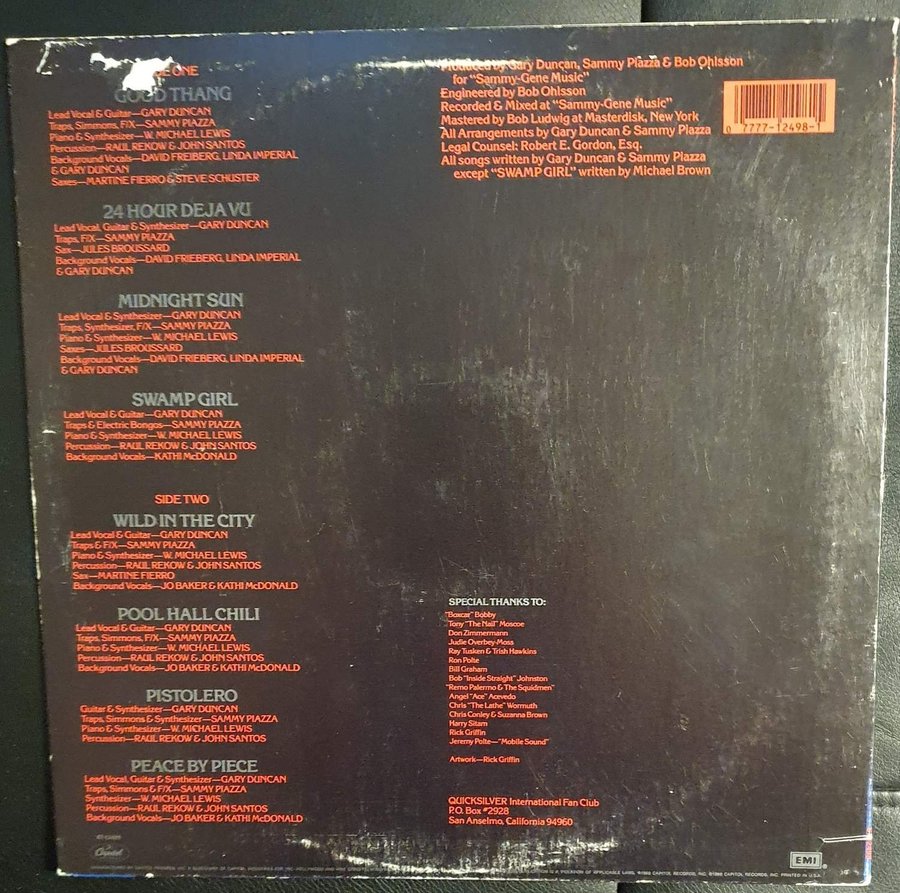 E ONE
GOOD THANG
Lead Vocal & Guitar—GARY DUNCAN
Traps, Simmons, F/X—SAMMY PIAZZA
Piano & Synthesizer—W. MICHAEL LEWIS
Percussion—RAUL REKOW & JOHN SANTOS
Background Vocals—DAVID FREIBERG, LINDA IMPERIAL
& GARY DUNCAN
Saxes—MARTINE FIERRO & STEVE SCHUSTER
24 HOUR DEJA VU
Lead Vocal, Guitar & Synthesizer—GARY DUNCAN
Traps, F/X—SAMMY PIAZZA
Sax—JULES BROUSSARD
Background Vocals—DAVID FRIEBERG, LINDA IMPERIAL
& GARY DUNCAN
MIDNIGHT SUN
Lead Vocal & Synthesizer—GARY DUNCAN
Traps, Synthesizer, F/X—SAMMY PIAZZA
Piano & Synthesizer—W. MICHAEL LEWIS
Saxes—JULES BROUSSARD
Background Vocals—DAVID FRIEBERG, LINDA IMPERIAL
& GARY DUNCAN
SWAMP GIRL
Lead Vocal & Guitar—GARY DUNCAN
Traps & Electric Bongos—SAMMY PIAZZA
Piano & Synthesizer—W. MICHAEL LEWIS
Percussion—RAUL REKOW & JOHN SANTOS
Background Vocals—KATHI McDONALD
SIDE TWO
WILD IN THE CITY
Lead Vocal & Guitar—GARY DUNCAN
Traps & F/X—SAMMY PIAZZA
Piano & Synthesizer—W. MICHAEL LEWIS
Percussion—RAUL REKOW & JOHN SANTOS
Sax—MARTINE FIERRO
Background Vocals—JO BAKER & KATHI McDONALD
POOL HALL CHILI
Lead Vocal & Guitar—GARY DUNCAN
Traps, Simmons, F/X—SAMMY PIAZZA
Piano & Synthesizer—W. MICHAEL LEWIS
Percussion—RAUL REKOW & JOHN SANTOS
Background Vocals—JO BAKER & KATHI McDONALD
PISTOLERO
Guitar & Synthesizer—GARY DUNCAN
Traps, Simmons & Synthesizer—SAMMY PIAZZA
Piano & Synthesizer—W. MICHAEL LEWIS
Percussion—RAUL REKOW & JOHN SANTOS
PEACE BY PIECE
Lead Vocal, Guitar & Synthesizer—GARY DUNCAN
Traps, Simmons & F/X—SAMMY PIAZZA
Synthesizer—W. MICHAEL LEWIS
Percussion—RAUL REKOW & JOHN SANTOS
Background Vocals—JO BAKER & KATHI McDONALD
Produced by Gary Duncan, Sammy Piazza & Bob Ohlsson
for "Sammy-Gene Music"
Engineered by Bob Ohlsson
Recorded & Mixed at "Sammy-Gene Music"
Mastered by Bob Ludwig at Masterdisk, New York
All Arrangements by Gary Duncan & Sammy Piazza
Legal Counsel: Robert E. Gordon, Esq.
All songs written by Gary Duncan & Sammy Piazza
except "SWAMP GIRL" written by Michael Brown
0 7777-12498-1
SPECIAL THANKS TO:
"Boxcar" Bobby
Tony "The Nail" Moscoe
Don Zimmermann
Judie Overbey-Moss
Ray Tusken & Trish Hawkins
Ron Polte
Bill Graham
Bob "Inside Straight" Johnston
"Remo Palermo & The Squidmen"
Angel "Ace" Acevedo
Chris "The Lathe" Wormuth
Chris Conley & Suzanna Brown
Harry Sitam
Rick Griffin
Jeremy Polte—"Mobile Sound"
Artwork—Rick Griffin
QUICKSILVER International Fan Club
P.O. Box #2928
San Anselmo, California 94960
Capitol
EMI
OF APPLICABLE LAWS. ©1986 CAPITOL RECORDS, INC. PRINTED IN U.S.A.